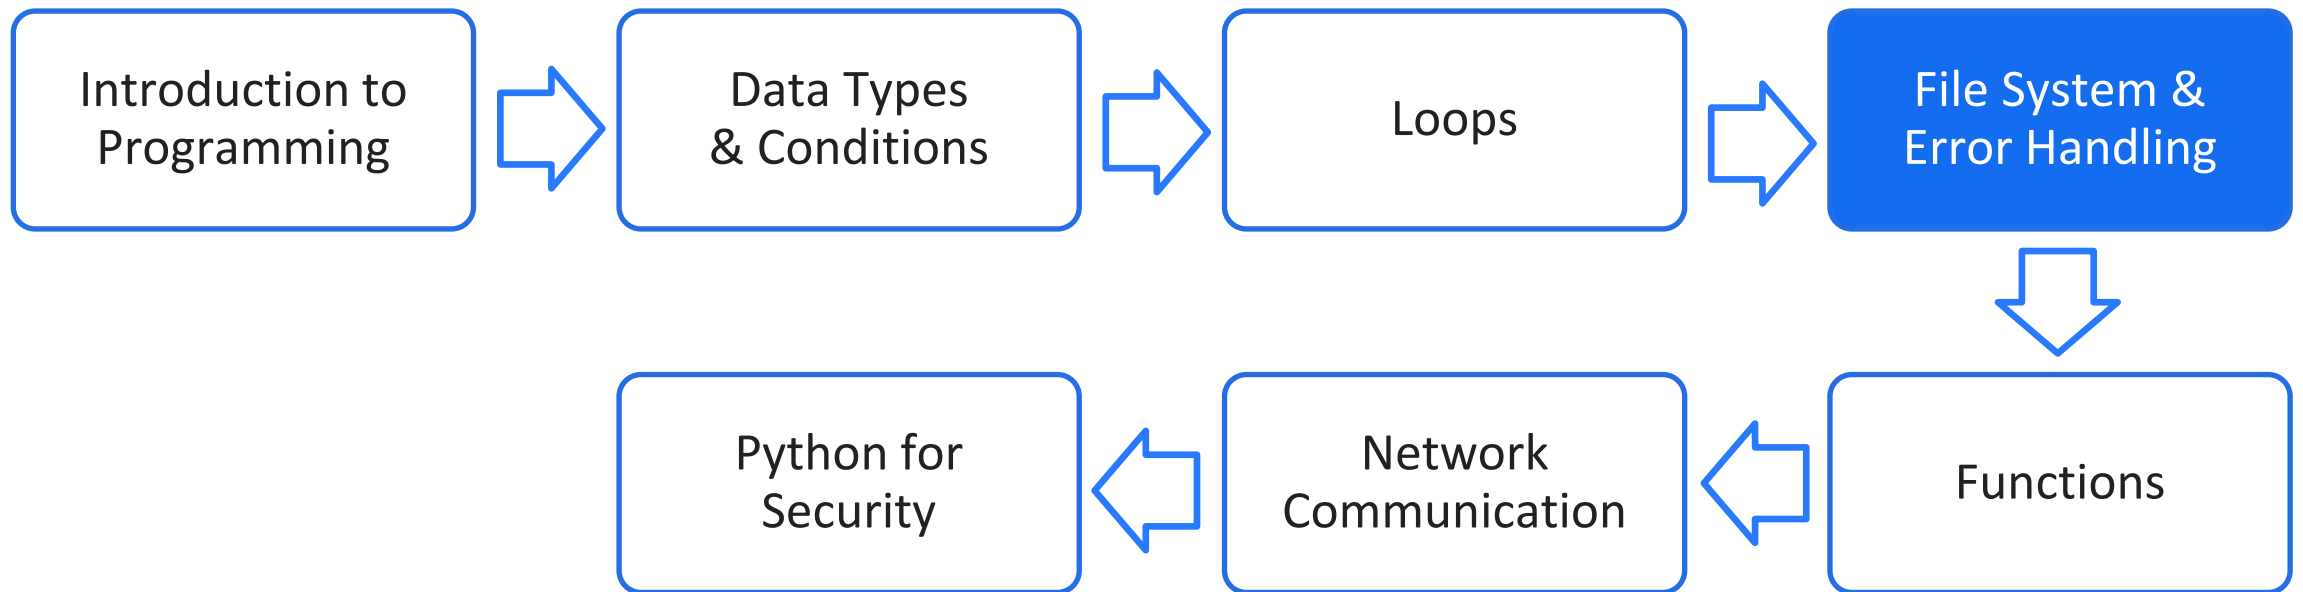 Introduction to
Programming
Data Types
& Conditions
Loops
File System &
Error Handling
Functions
Network
Communication
Python for
Security